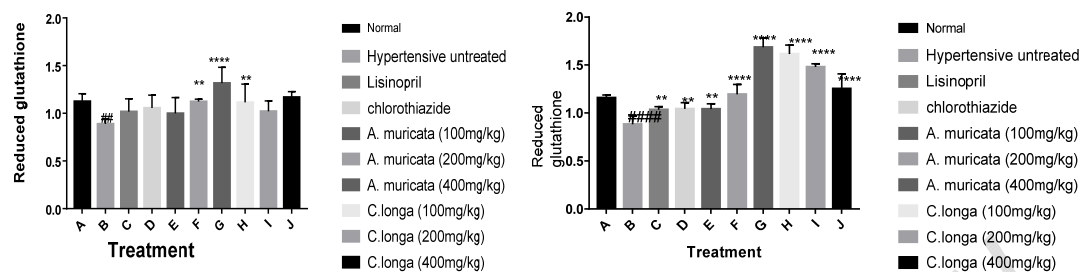 2.0
1.5
1.0
0.5
0.0
Reduced glutathione
##
**
****
**
A B C D E F G H I J
Treatment
Normal
Hypertensive untreated
Lisinopril
chlorothiazide
A. muricata (100mg/kg)
A. muricata (200mg/kg)
A. muricata (400mg/kg)
C.longa (100mg/kg)
C.longa (200mg/kg)
C.longa (400mg/kg)
2.0
1.5
1.0
0.5
0.0
Reduced
glutathione
####
**
**
**
****
****
****
****
****
A B C D E F G H I J
Treatment
Normal
Hypertensive untreated
Lisinopril
chlorothiazide
A. muricata (100mg/kg)
A. muricata (200mg/kg)
A. muricata (400mg/kg)
C.longa (100mg/kg)
C.longa (200mg/kg)
C.longa (400mg/kg)